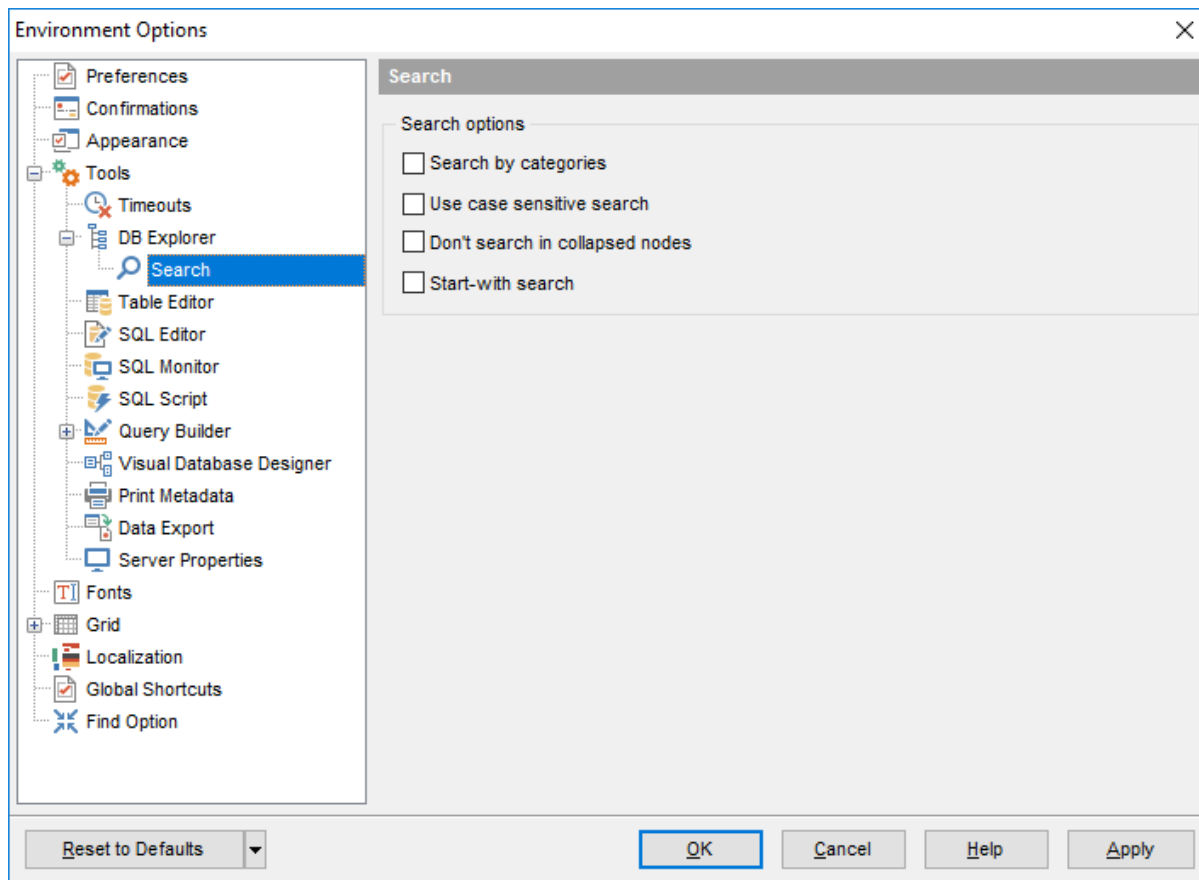 Environment Options
Preferences
Confirmations
Appearance
Tools
Timeouts
DB Explorer
Search
Table Editor
SQL Editor
SQL Monitor
SQL Script
Query Builder
Visual Database Designer
Print Metadata
Data Export
Server Properties
Fonts
Grid
Localization
Global Shortcuts
Find Option
Search
Search options
Search by categories
Use case sensitive search
Don't search in collapsed nodes
Start-with search
Reset to Defaults
OK
Cancel
Help
Apply